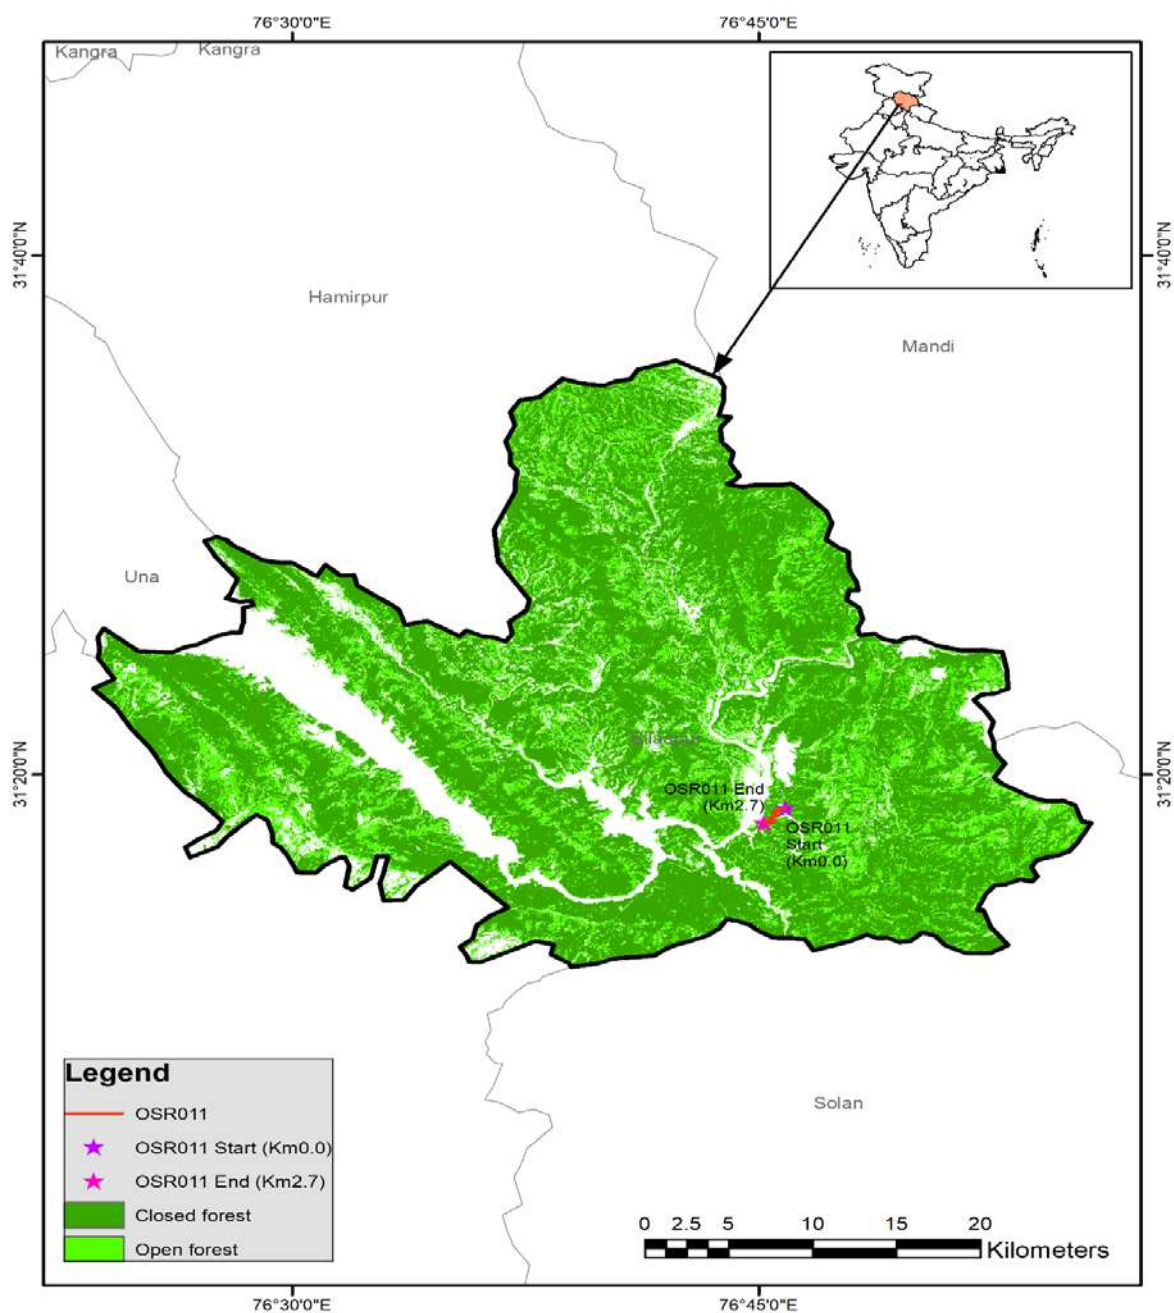 76°30'0"E
76°45'0"E
Kangra
Kangra
31°40'0"N
31°40'0"N
Hamirpur
Mandi
Una
31°20'0"N
31°20'0"N
OSR011 End
(Km2.7)
OSR011
Start
(Km0.0)
Solan
Legend
OSR011
OSR011 Start (Km0.0)
OSR011 End (Km2.7)
Closed forest
Open forest
0 2.5 5 10 15 20
Kilometers
76°30'0"E
76°45'0"E